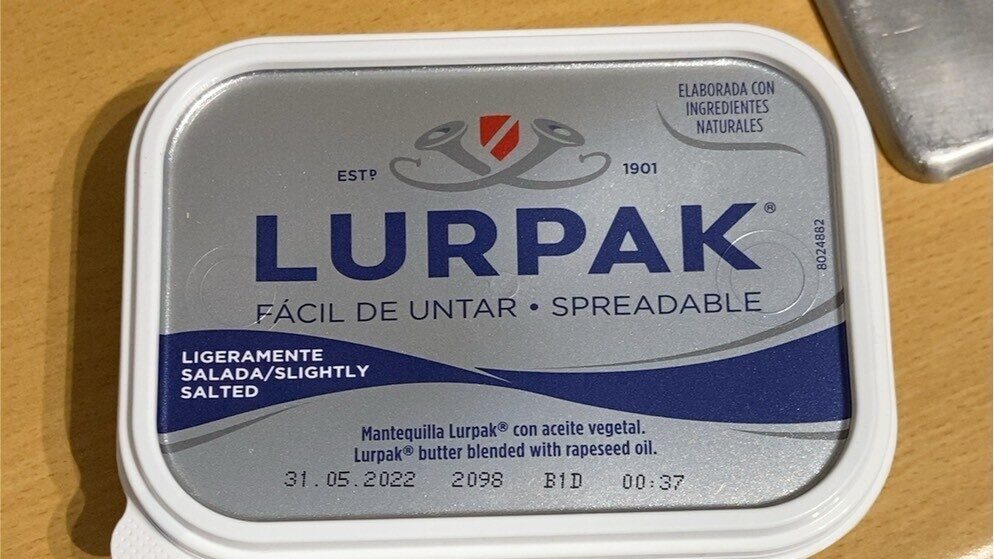 ELABORADA CON
INGREDIENTES
NATURALES
ESTD 1901
LURPAK®
8024882
FÁCIL DE UNTAR • SPREADABLE
LIGERAMENTE
SALADA/SLIGHTLY
SALTED
Mantequilla Lurpak® con aceite vegetal.
Lurpak® butter blended with rapeseed oil.
31.05.2022 2098 B1D 00:37